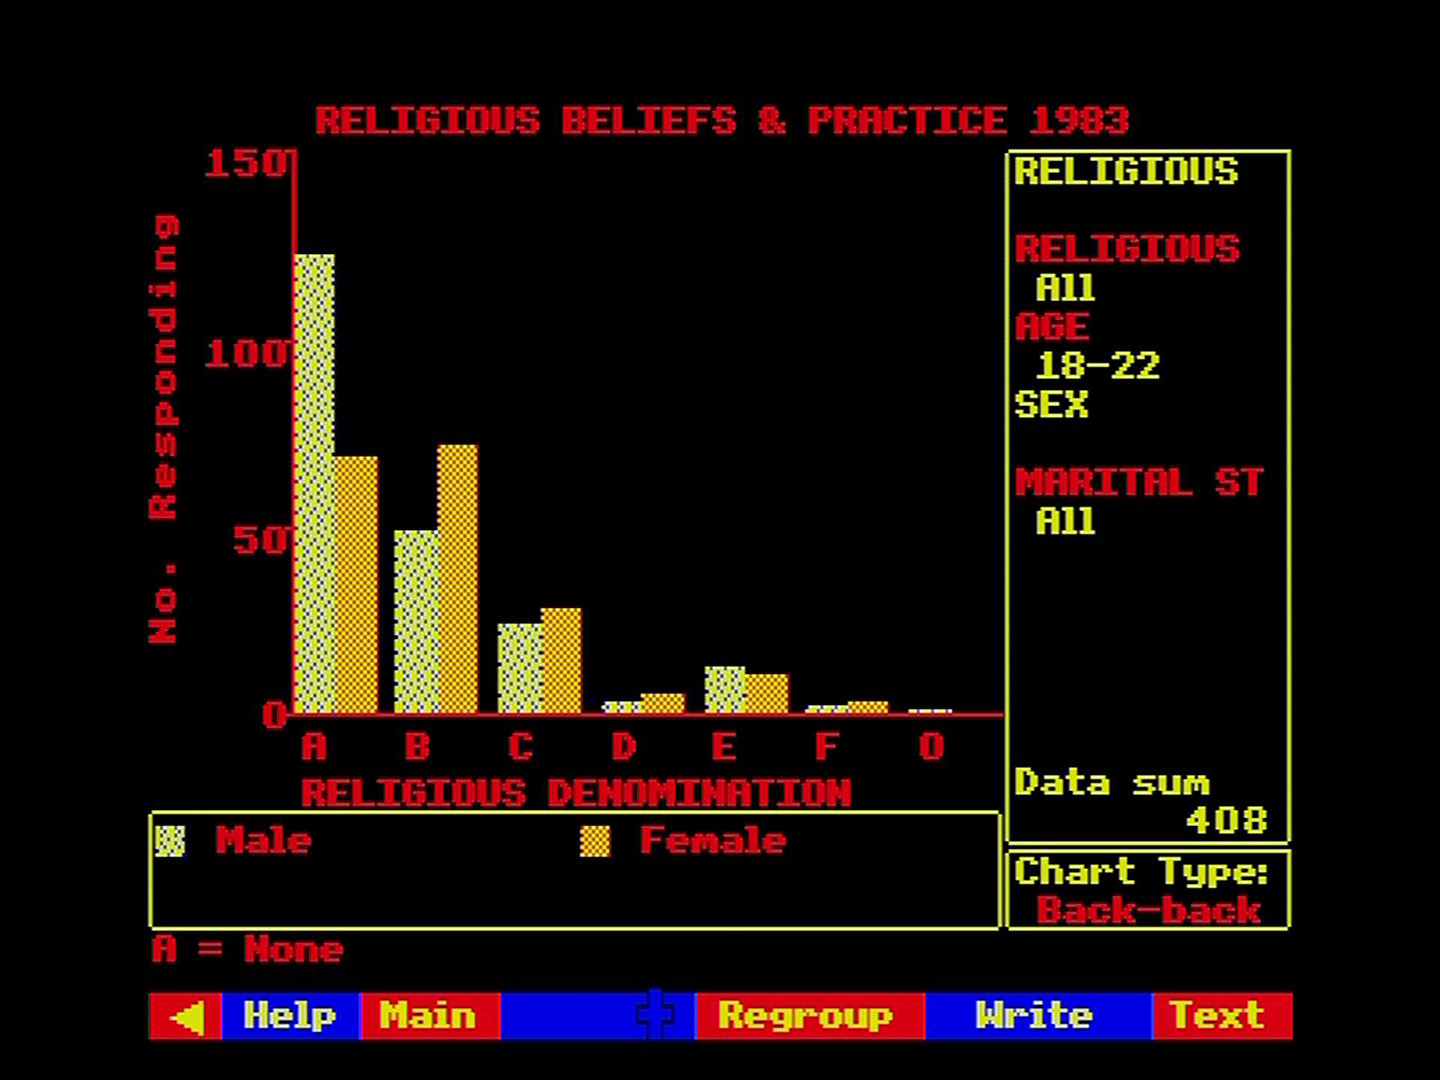 RELIGIOUS BELIEFS & PRACTICE 1983
150
100
50
0
No. Responding
A B C D E F O
RELIGIOUS DENOMINATION
Male Female
A = None
RELIGIOUS
RELIGIOUS
All
AGE
18-22
SEX
MARITAL ST
All
Data sum
408
Chart Type:
Back-back
Help Main Regroup Write Text